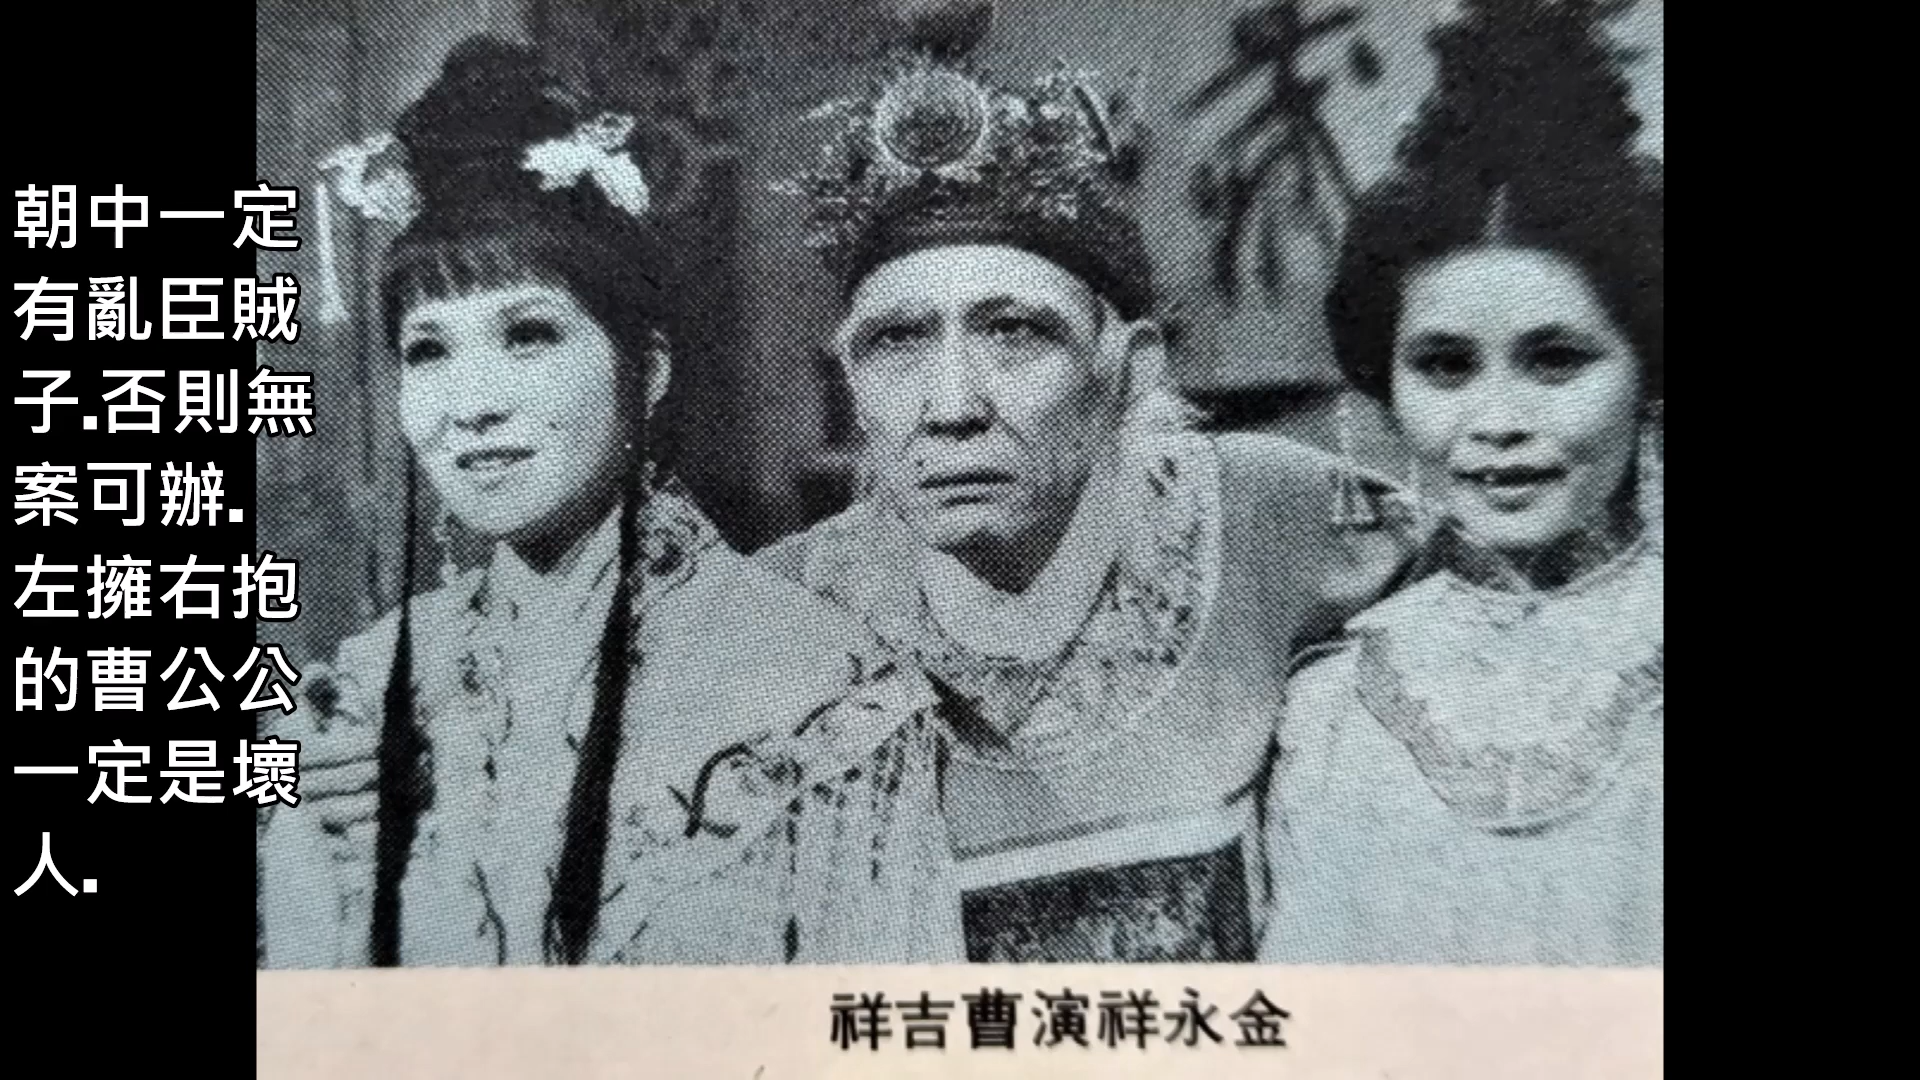 朝中一定
有亂臣賊
子.否則無
案可辦.
左擁右抱
的曹公公
一定是壞
人.
祥吉曹演祥永金